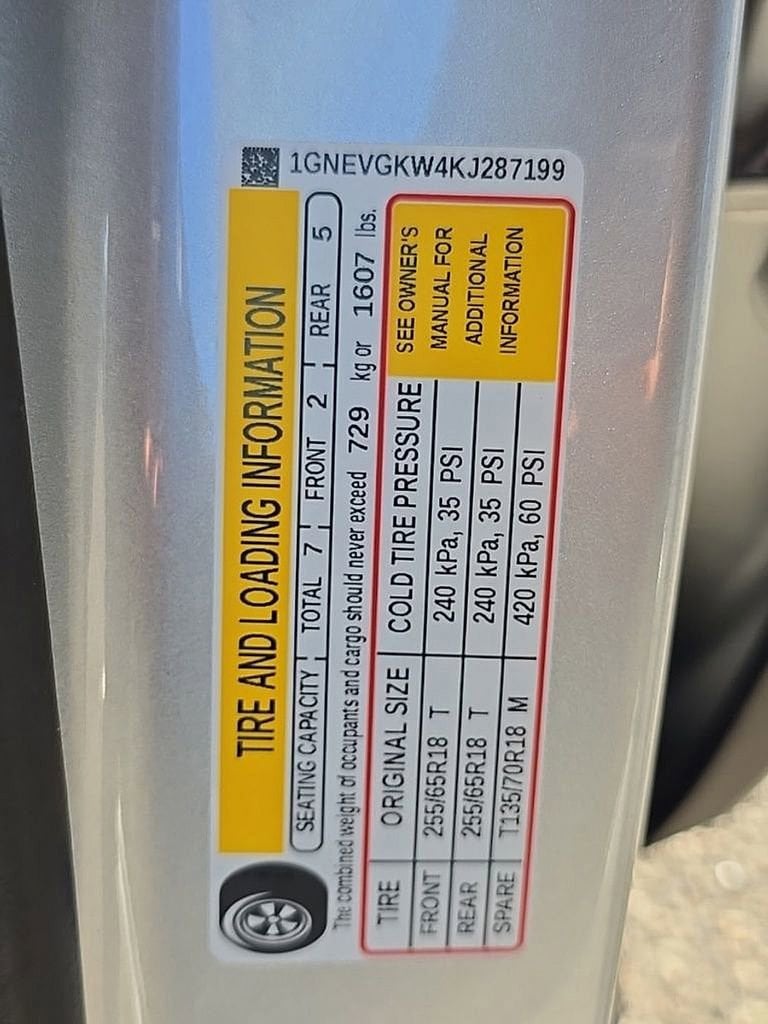 1GNEVGKW4KJ287199
TIRE AND LOADING INFORMATION
SEATING CAPACITY TOTAL 7 FRONT 2 REAR 5
The combined weight of occupants and cargo should never exceed 729 kg or 1607 lbs.
TIRE ORIGINAL SIZE COLD TIRE PRESSURE
FRONT 255/65R18 T 240 kPa, 35 PSI
REAR 255/65R18 T 240 kPa, 35 PSI
SPARE T135/70R18 M 420 kPa, 60 PSI
SEE OWNER'S
MANUAL FOR
ADDITIONAL
INFORMATION